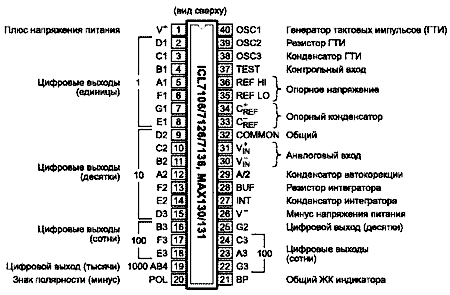 (вид сверху)
Плюс напряжения питания V⁺ 1 40 OSC1 Генератор тактовых импульсов (ГТИ)
D1 2 39 OSC2 Резистор ГТИ
C1 3 38 OSC3 Конденсатор ГТИ
B1 4 37 TEST Контрольный вход
Цифровые выходы (единицы) 1 A1 5 36 REF HI Опорное напряжение
F1 6 35 REF LO
G1 7 34 C⁺REF Опорный конденсатор
E1 8 33 C⁻REF
D2 9 32 COMMON Общий
C2 10 31 V⁺IN Аналоговый вход
B2 11 30 V⁻IN
Цифровые выходы (десятки) 10 A2 12 29 A/Z Конденсатор автокорекции
F2 13 28 BUF Резистор интегратора
E2 14 27 INT Конденсатор интегратора
D3 15 26 V⁻ Минус напряжения питания
B3 16 25 G2 Цифровой выход (десятки)
Цифровые выходы (сотни) 100 F3 17 24 C3
E3 18 23 A3 100 Цифровые выходы (сотни)
Цифровой выход (тысячи) 1000 AB4 19 22 G3
Знак полярности (минус) POL 20 21 BP Общий ЖК индикатора
ICL7106/7126/7136, MAX130/131